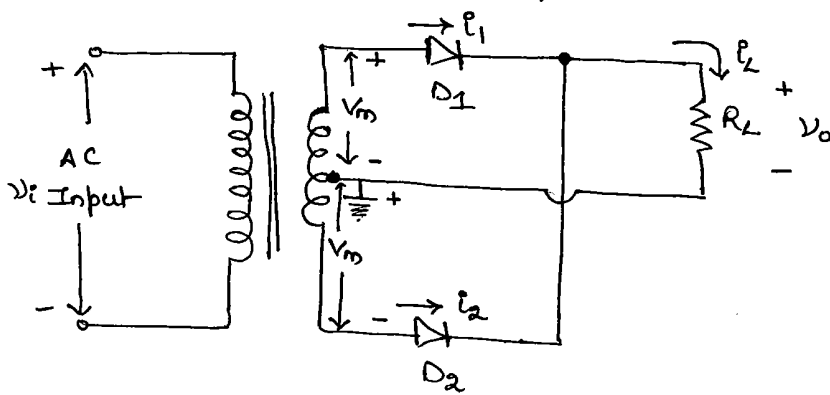 i₁
+
D1
+
Vm
-
iL
+
RL
vo
-
+
AC
vi Input
-
+
Vm
-
i₂
D2